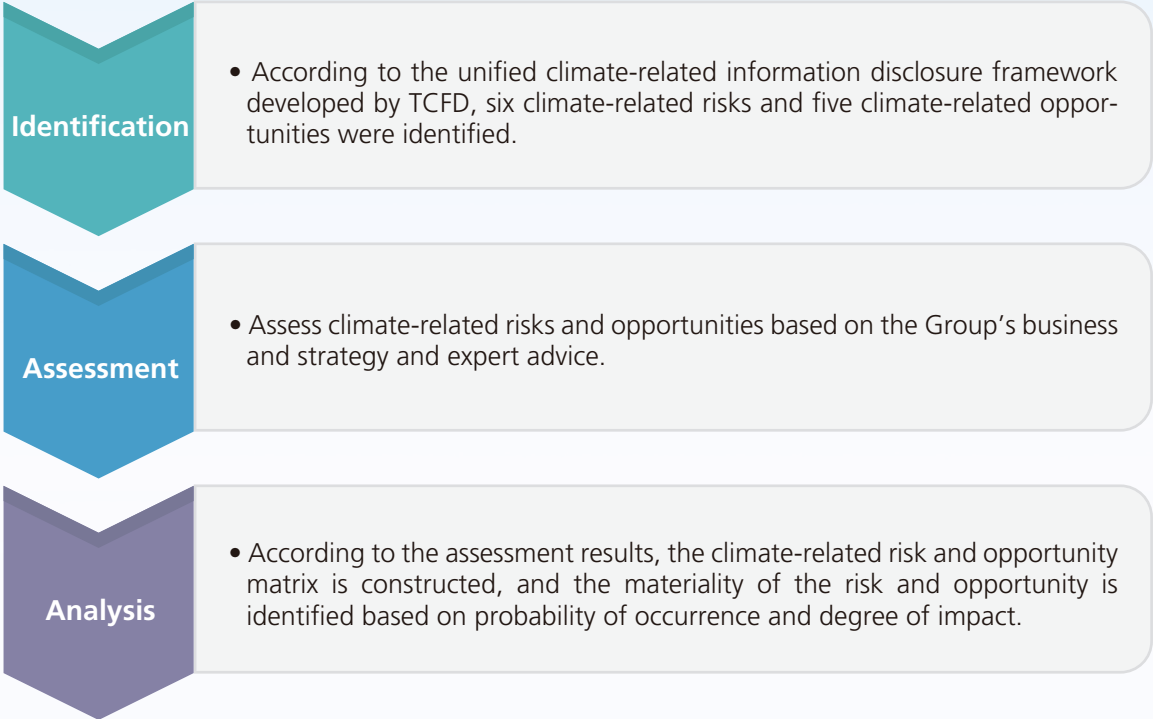 Identification
• According to the unified climate-related information disclosure framework
developed by TCFD, six climate-related risks and five climate-related oppor-
tunities were identified.
Assessment
• Assess climate-related risks and opportunities based on the Group’s business
and strategy and expert advice.
Analysis
• According to the assessment results, the climate-related risk and opportunity
matrix is constructed, and the materiality of the risk and opportunity is
identified based on probability of occurrence and degree of impact.